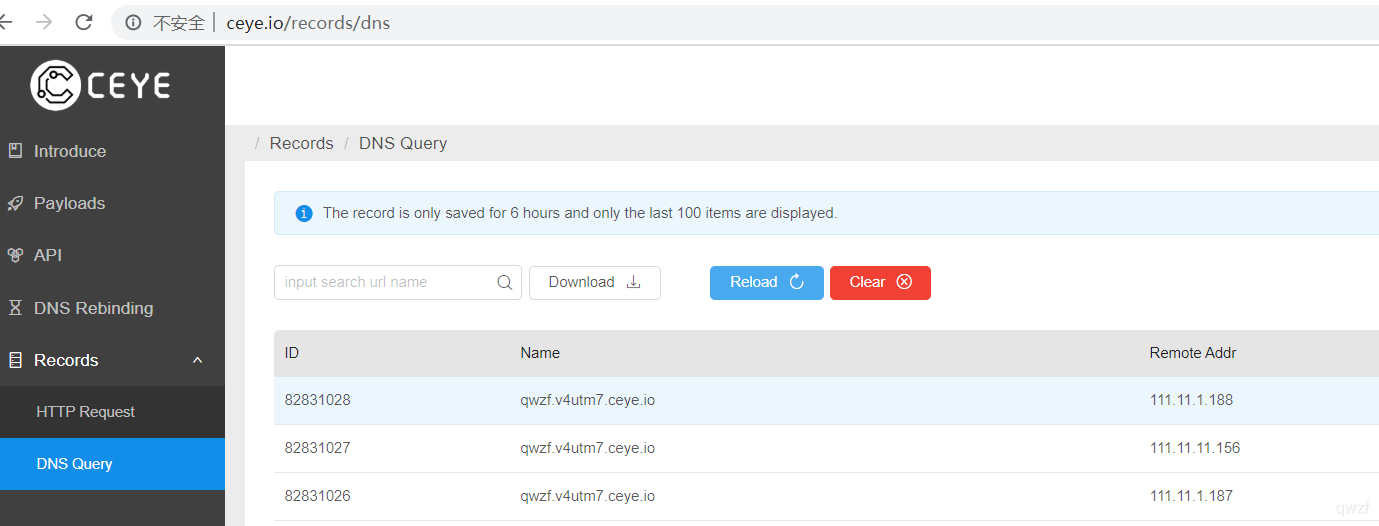 不安全 ceye.io/records/dns
CEYE
Introduce
Payloads
API
DNS Rebinding
Records
HTTP Request
DNS Query
/ Records / DNS Query
The record is only saved for 6 hours and only the last 100 items are displayed.
input search url name Download Reload Clear
ID Name Remote Addr
82831028 qwzf.v4utm7.ceye.io 111.11.1.188
82831027 qwzf.v4utm7.ceye.io 111.11.11.156
82831026 qwzf.v4utm7.ceye.io 111.11.1.187
qwzf